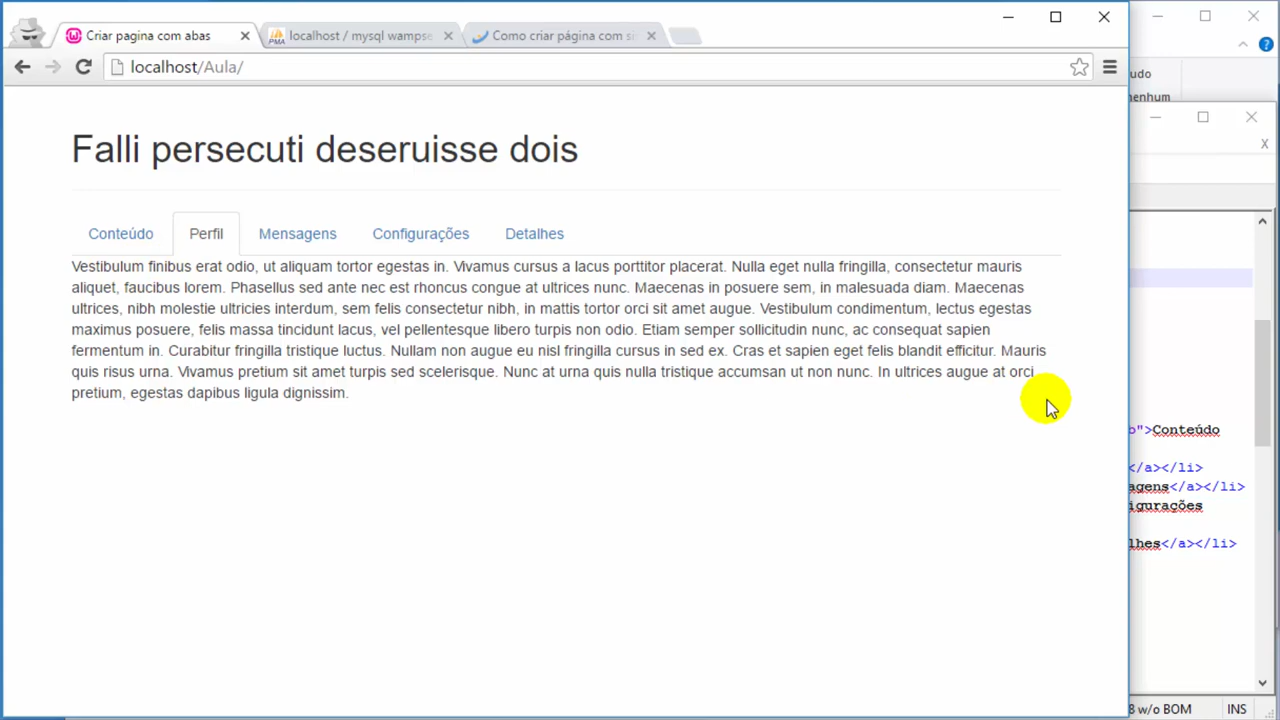 Criar pagina com abas
localhost / mysql wampse
Como criar página com si
localhost/Aula/
Falli persecuti deseruisse dois
Conteúdo Perfil Mensagens Configurações Detalhes
Vestibulum finibus erat odio, ut aliquam tortor egestas in. Vivamus cursus a lacus porttitor placerat. Nulla eget nulla fringilla, consectetur mauris
aliquet, faucibus lorem. Phasellus sed ante nec est rhoncus congue at ultrices nunc. Maecenas in posuere sem, in malesuada diam. Maecenas
ultrices, nibh molestie ultricies interdum, sem felis consectetur nibh, in mattis tortor orci sit amet augue. Vestibulum condimentum, lectus egestas
maximus posuere, felis massa tincidunt lacus, vel pellentesque libero turpis non odio. Etiam semper sollicitudin nunc, ac consequat sapien
fermentum in. Curabitur fringilla tristique luctus. Nullam non augue eu nisl fringilla cursus in sed ex. Cras et sapien eget felis blandit efficitur. Mauris
quis risus urna. Vivamus pretium sit amet turpis sed scelerisque. Nunc at urna quis nulla tristique accumsan ut non nunc. In ultrices augue at orci
pretium, egestas dapibus ligula dignissim.
udo
nenhum
b">Conteúdo
</a></li>
agens</a></li>
igurações
lhes</a></li>
8 w/o BOM INS